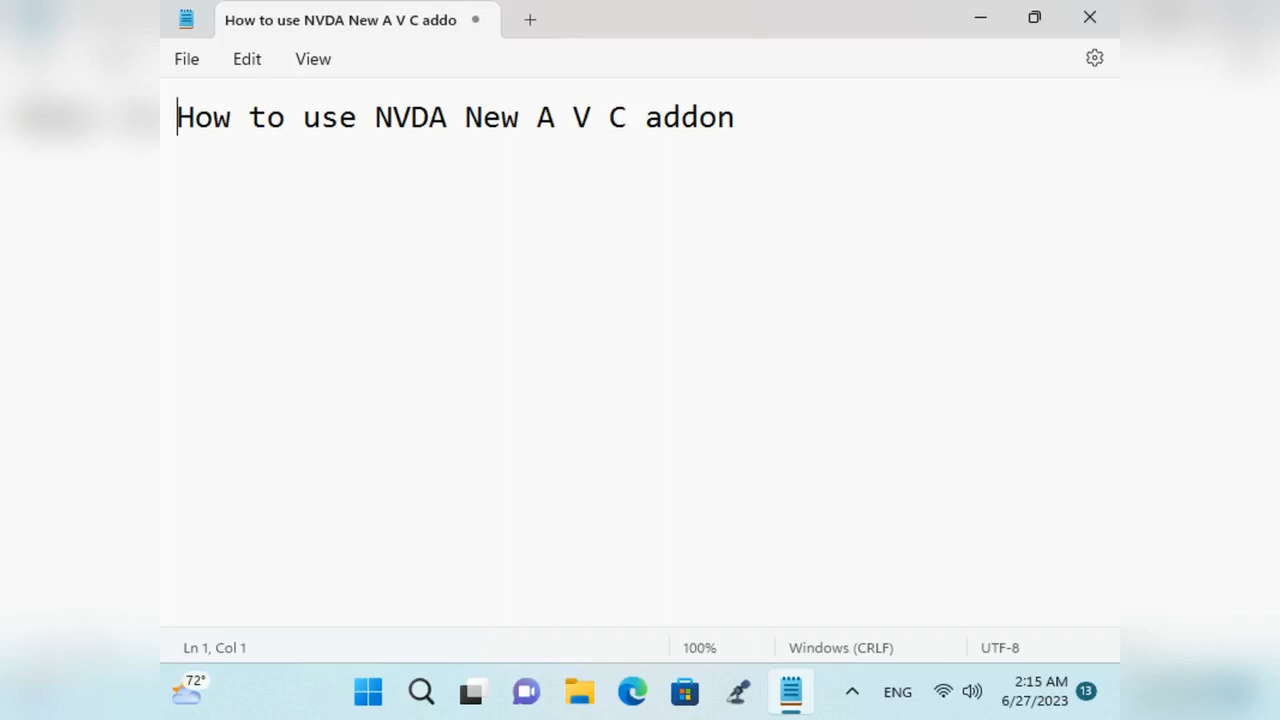 How to use NVDA New A V C addo
File Edit View
How to use NVDA New A V C addon
Ln 1, Col 1 100% Windows (CRLF) UTF-8
72°
ENG
2:15 AM
6/27/2023
13